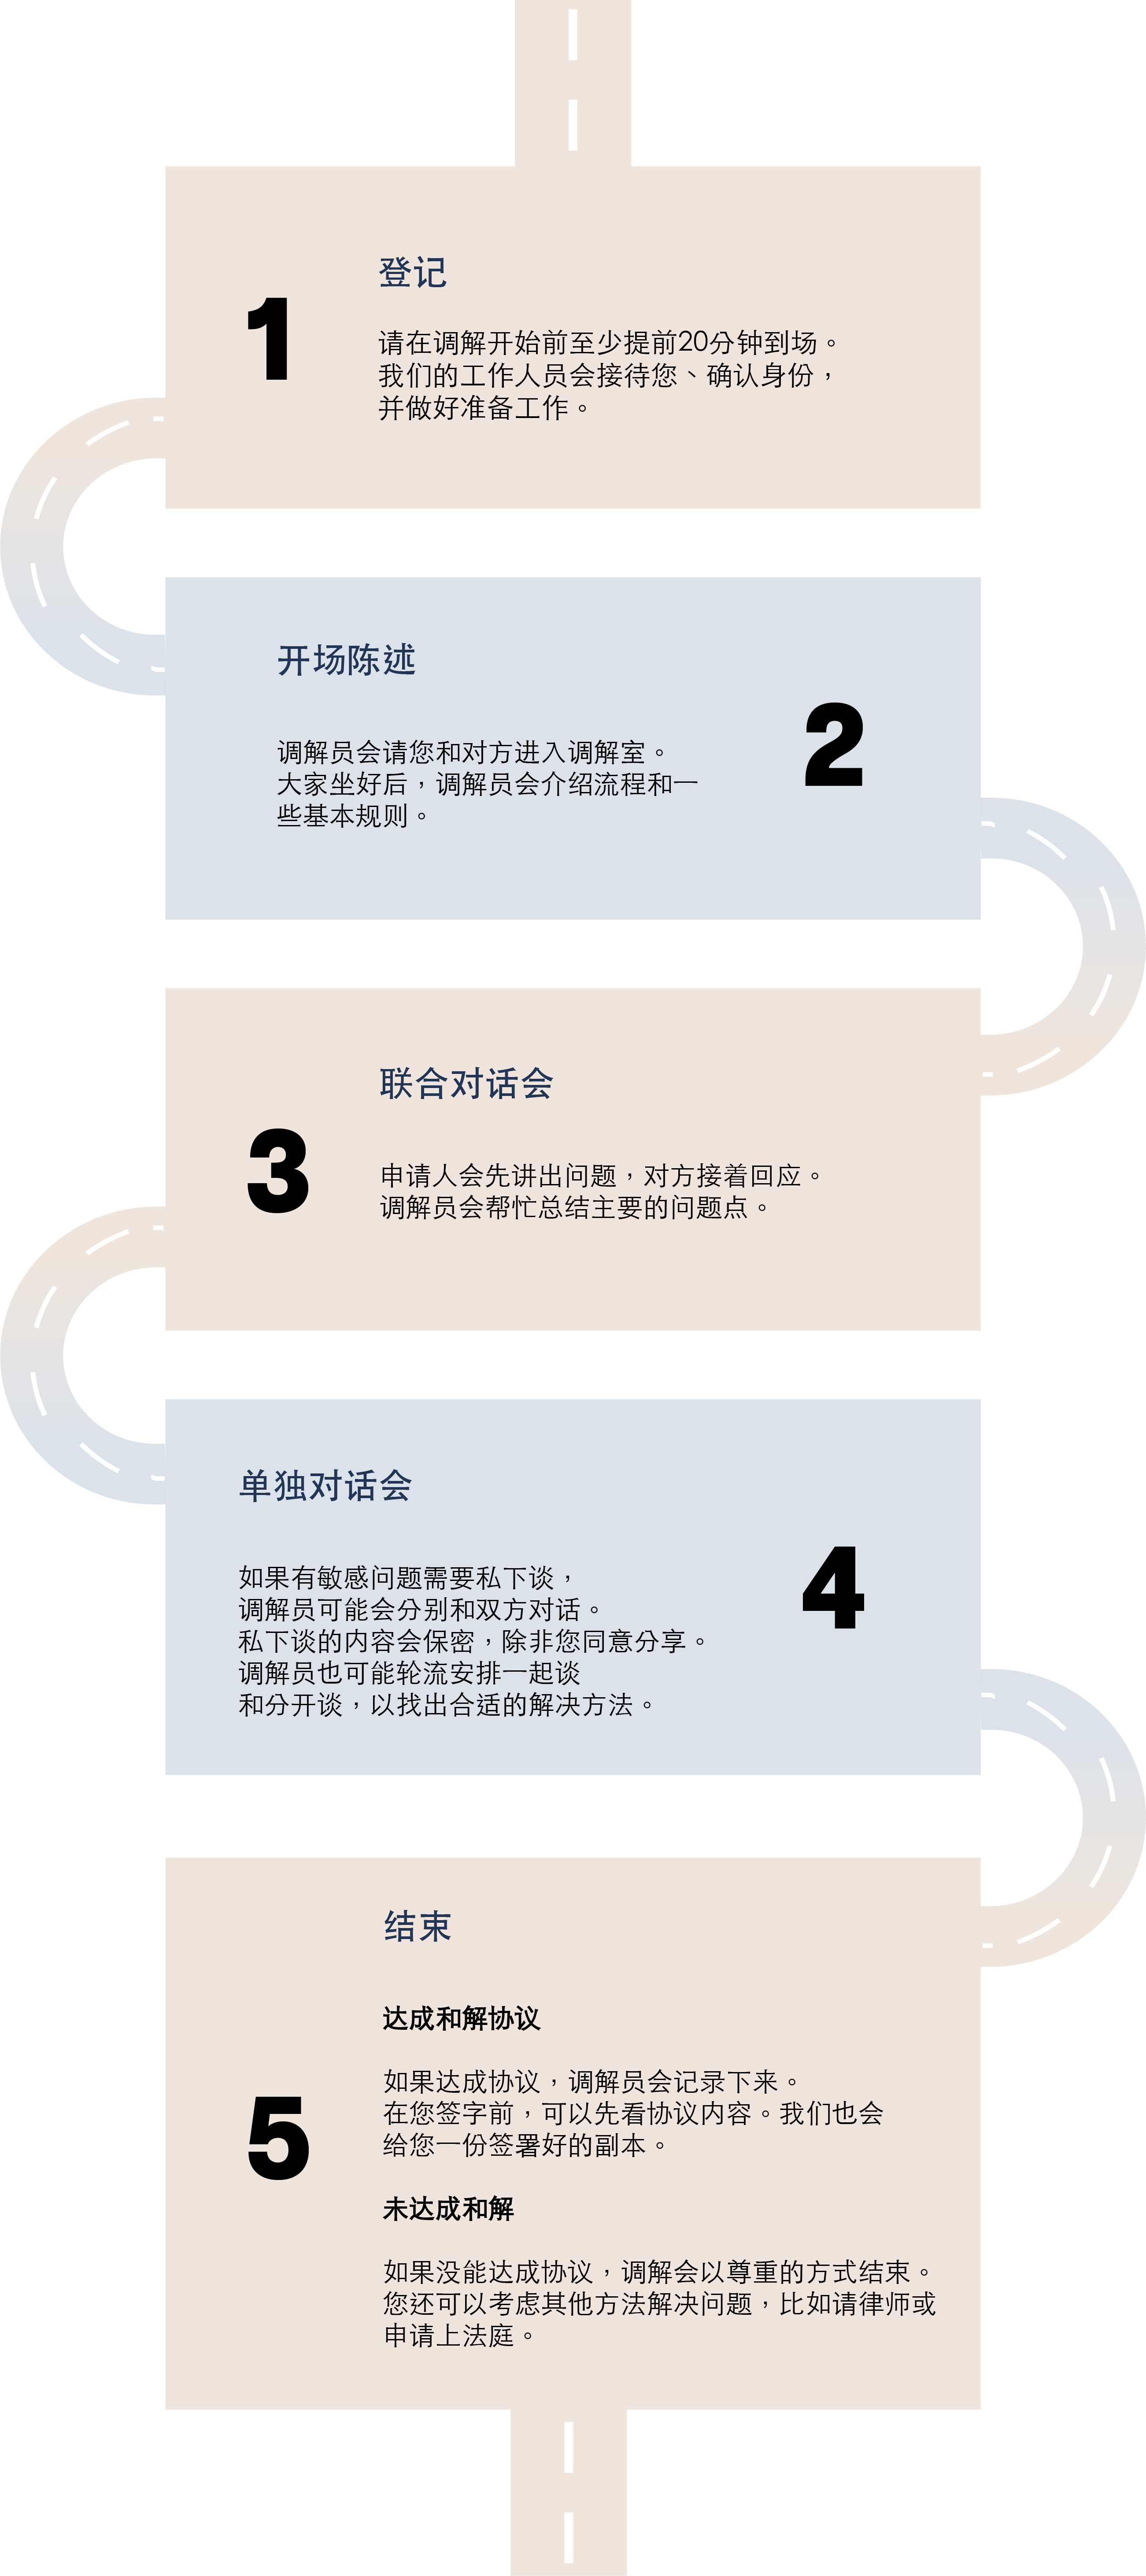 1
登记
请在调解开始前至少提前20分钟到场。
我们的工作人员会接待您、确认身份，
并做好准备工作。
开场陈述
2
调解员会请您和对方进入调解室。
大家坐好后，调解员会介绍流程和一
些基本规则。
联合对话会
3
申请人会先讲出问题，对方接着回应。
调解员会帮忙总结主要的问题点。
单独对话会
4
如果有敏感问题需要私下谈，
调解员可能会分别和双方对话。
私下谈的内容会保密，除非您同意分享。
调解员也可能轮流安排一起谈
和分开谈，以找出合适的解决方法。
结束
5
达成和解协议
如果达成协议，调解员会记录下来。
在您签字前，可以先看协议内容。我们也会
给您一份签署好的副本。
未达成和解
如果没能达成协议，调解会以尊重的方式结束。
您还可以考虑其他方法解决问题，比如请律师或
申请上法庭。